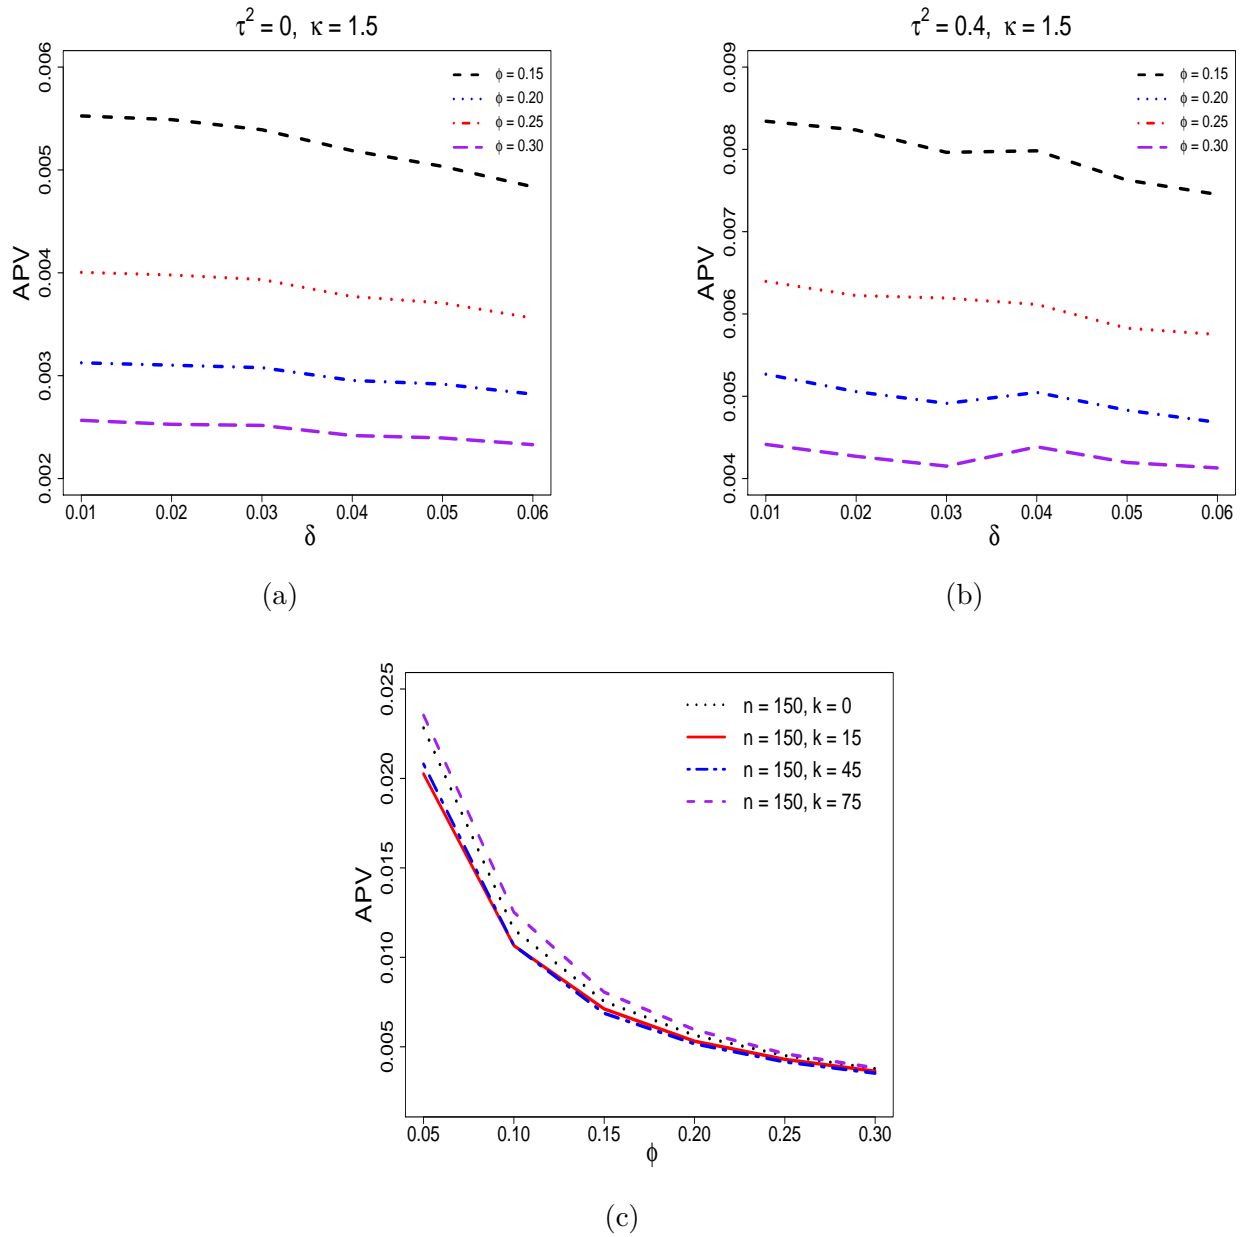 τ² = 0, κ = 1.5
0.006
0.005
0.004
0.003
0.002
APV
ϕ = 0.15
ϕ = 0.20
ϕ = 0.25
ϕ = 0.30
0.01 0.02 0.03 0.04 0.05 0.06
δ
(a)
τ² = 0.4, κ = 1.5
0.009
0.008
0.007
0.006
0.005
0.004
APV
ϕ = 0.15
ϕ = 0.20
ϕ = 0.25
ϕ = 0.30
0.01 0.02 0.03 0.04 0.05 0.06
δ
(b)
0.025
0.020
0.015
0.010
0.005
APV
n = 150, k = 0
n = 150, k = 15
n = 150, k = 45
n = 150, k = 75
0.05 0.10 0.15 0.20 0.25 0.30
ϕ
(c)